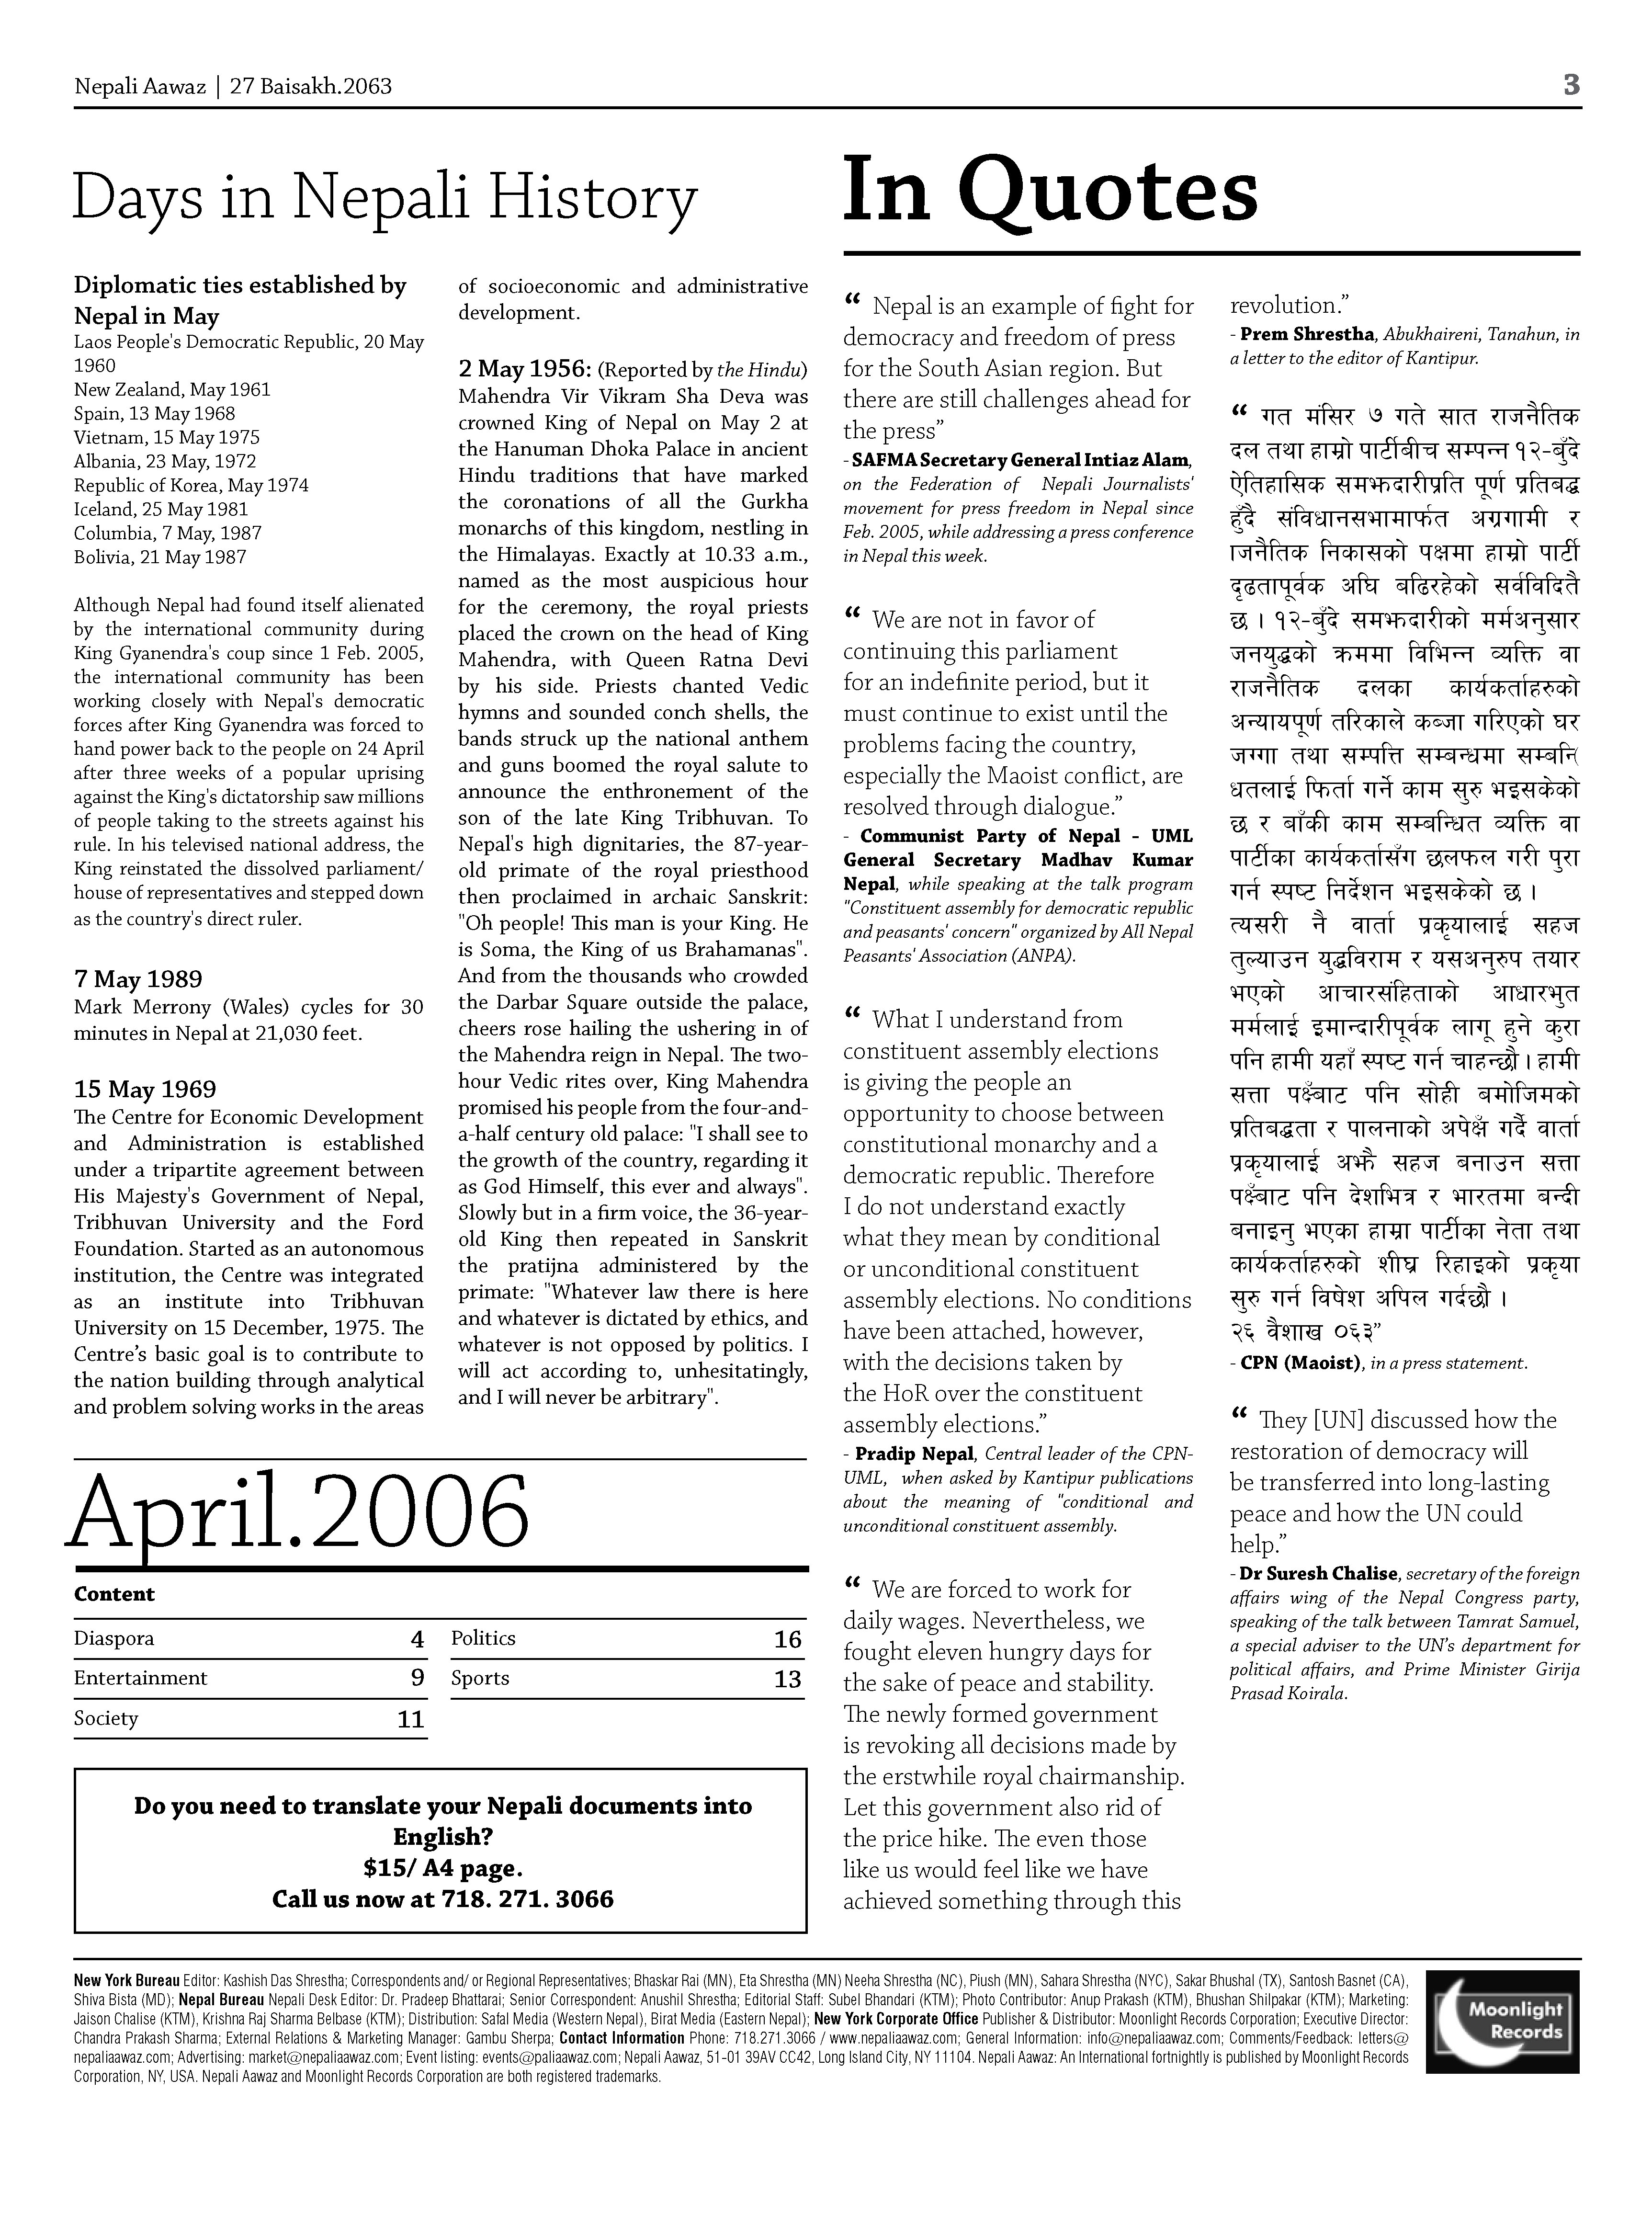 Nepali Aawaz | 27 Baisakh.2063
3
Days in Nepali History
Diplomatic ties established by
Nepal in May
Laos People's Democratic Republic, 20 May
1960
New Zealand, May 1961
Spain, 13 May 1968
Vietnam, 15 May 1975
Albania, 23 May, 1972
Republic of Korea, May 1974
Iceland, 25 May 1981
Columbia, 7 May, 1987
Bolivia, 21 May 1987
Although Nepal had found itself alienated
by the international community during
King Gyanendra's coup since 1 Feb. 2005,
the international community has been
working closely with Nepal's democratic
forces after King Gyanendra was forced to
hand power back to the people on 24 April
after three weeks of a popular uprising
against the King's dictatorship saw millions
of people taking to the streets against his
rule. In his televised national address, the
King reinstated the dissolved parliament/
house of representatives and stepped down
as the country's direct ruler.
7 May 1989
Mark Merrony (Wales) cycles for 30
minutes in Nepal at 21,030 feet.
15 May 1969
The Centre for Economic Development
and Administration is established
under a tripartite agreement between
His Majesty's Government of Nepal,
Tribhuvan University and the Ford
Foundation. Started as an autonomous
institution, the Centre was integrated
as an institute into Tribhuvan
University on 15 December, 1975. The
Centre’s basic goal is to contribute to
the nation building through analytical
and problem solving works in the areas
of socioeconomic and administrative
development.
2 May 1956: (Reported by the Hindu)
Mahendra Vir Vikram Sha Deva was
crowned King of Nepal on May 2 at
the Hanuman Dhoka Palace in ancient
Hindu traditions that have marked
the coronations of all the Gurkha
monarchs of this kingdom, nestling in
the Himalayas. Exactly at 10.33 a.m.,
named as the most auspicious hour
for the ceremony, the royal priests
placed the crown on the head of King
Mahendra, with Queen Ratna Devi
by his side. Priests chanted Vedic
hymns and sounded conch shells, the
bands struck up the national anthem
and guns boomed the royal salute to
announce the enthronement of the
son of the late King Tribhuvan. To
Nepal's high dignitaries, the 87-year-
old primate of the royal priesthood
then proclaimed in archaic Sanskrit:
"Oh people! This man is your King. He
is Soma, the King of us Brahamanas".
And from the thousands who crowded
the Darbar Square outside the palace,
cheers rose hailing the ushering in of
the Mahendra reign in Nepal. The two-
hour Vedic rites over, King Mahendra
promised his people from the four-and-
a-half century old palace: "I shall see to
the growth of the country, regarding it
as God Himself, this ever and always".
Slowly but in a firm voice, the 36-year-
old King then repeated in Sanskrit
the pratijna administered by the
primate: "Whatever law there is here
and whatever is dictated by ethics, and
whatever is not opposed by politics. I
will act according to, unhesitatingly,
and I will never be arbitrary".
April.2006
Content
Diaspora 4
Entertainment 9
Society 11
Politics 16
Sports 13
Do you need to translate your Nepali documents into
English?
$15/ A4 page.
Call us now at 718. 271. 3066
In Quotes
“ Nepal is an example of fight for
democracy and freedom of press
for the South Asian region. But
there are still challenges ahead for
the press”
- SAFMA Secretary General Intiaz Alam,
on the Federation of Nepali Journalists'
movement for press freedom in Nepal since
Feb. 2005, while addressing a press conference
in Nepal this week.
“ We are not in favor of
continuing this parliament
for an indefinite period, but it
must continue to exist until the
problems facing the country,
especially the Maoist conflict, are
resolved through dialogue.”
- Communist Party of Nepal - UML
General Secretary Madhav Kumar
Nepal, while speaking at the talk program
"Constituent assembly for democratic republic
and peasants' concern" organized by All Nepal
Peasants' Association (ANPA).
“ What I understand from
constituent assembly elections
is giving the people an
opportunity to choose between
constitutional monarchy and a
democratic republic. Therefore
I do not understand exactly
what they mean by conditional
or unconditional constituent
assembly elections. No conditions
have been attached, however,
with the decisions taken by
the HoR over the constituent
assembly elections.”
- Pradip Nepal, Central leader of the CPN-
UML, when asked by Kantipur publications
about the meaning of "conditional and
unconditional constituent assembly.
“ We are forced to work for
daily wages. Nevertheless, we
fought eleven hungry days for
the sake of peace and stability.
The newly formed government
is revoking all decisions made by
the erstwhile royal chairmanship.
Let this government also rid of
the price hike. The even those
like us would feel like we have
achieved something through this
revolution.”
- Prem Shrestha, Abukhaireni, Tanahun, in
a letter to the editor of Kantipur.
“ गत मंसिर ७ गते सात राजनैतिक
दल तथा हाम्रो पार्टीबीच सम्पन्न १२-बुँदे
ऐतिहासिक समझदारीप्रति पूर्ण प्रतिबद्ध
हुँदै संविधानसभामार्फत अग्रगामी र
ाजनैतिक निकासको पक्षमा हाम्रो पार्टी
दृढतापूर्वक अघि बढिरहेको सर्वविदितै
छ । १२-बुँदे समझदारीको मर्मअनुसार
जनयुद्धको क्रममा विभिन्न व्यक्ति वा
राजनैतिक दलका कार्यकर्ताहरुको
अन्यायपूर्ण तरिकाले कब्जा गरिएको घर
जग्गा तथा सम्पत्ति सम्बन्धमा सम्बन्धि
धतलाई फिर्ता गर्ने काम सुरु भइसकेको
छ र बाँकी काम सम्बन्धित व्यक्ति वा
पार्टीका कार्यकर्तासँग छलफल गरी पुरा
गर्न स्पष्ट निर्देशन भइसकेको छ ।
त्यसरी नै वार्ता प्रकृयालाई सहज
तुल्याउन युद्धविराम र यसअनुरुप तयार
भएको आचारसंहिताको आधारभुत
मर्मलाई इमान्दारीपूर्वक लागू हुने कुरा
पनि हामी यहाँ स्पष्ट गर्न चाहन्छौ । हामी
सत्ता पक्षँबाट पनि सोही बमोजिमको
प्रतिबद्धता र पालनाको अपेक्षँ गर्दै वार्ता
प्रकृयालाई अझै सहज बनाउन सत्ता
पक्षँबाट पनि देशभित्र र भारतमा बन्दी
बनाइनु भएका हाम्रा पार्टीका नेता तथा
कार्यकर्ताहरुको शीघ्र रिहाइको प्रकृया
सुरु गर्न विषेश अपिल गर्दछौ ।
२६ वैशाख ०६३”
- CPN (Maoist), in a press statement.
“ They [UN] discussed how the
restoration of democracy will
be transferred into long-lasting
peace and how the UN could
help.”
- Dr Suresh Chalise, secretary of the foreign
affairs wing of the Nepal Congress party,
speaking of the talk between Tamrat Samuel,
a special adviser to the UN’s department for
political affairs, and Prime Minister Girija
Prasad Koirala.
New York Bureau Editor: Kashish Das Shrestha; Correspondents and/ or Regional Representatives; Bhaskar Rai (MN), Eta Shrestha (MN) Neeha Shrestha (NC), Piush (MN), Sahara Shrestha (NYC), Sakar Bhushal (TX), Santosh Basnet (CA),
Shiva Bista (MD); Nepal Bureau Nepali Desk Editor: Dr. Pradeep Bhattarai; Senior Correspondent: Anushil Shrestha; Editorial Staff: Subel Bhandari (KTM); Photo Contributor: Anup Prakash (KTM), Bhushan Shilpakar (KTM); Marketing:
Jaison Chalise (KTM), Krishna Raj Sharma Belbase (KTM); Distribution: Safal Media (Western Nepal), Birat Media (Eastern Nepal); New York Corporate Office Publisher & Distributor: Moonlight Records Corporation; Executive Director:
Chandra Prakash Sharma; External Relations & Marketing Manager: Gambu Sherpa; Contact Information Phone: 718.271.3066 / www.nepaliaawaz.com; General Information: info@nepaliaawaz.com; Comments/Feedback: letters@
nepaliaawaz.com; Advertising: market@nepaliaawaz.com; Event listing: events@paliaawaz.com; Nepali Aawaz, 51-01 39AV CC42, Long Island City, NY 11104. Nepali Aawaz: An International fortnightly is published by Moonlight Records
Corporation, NY, USA. Nepali Aawaz and Moonlight Records Corporation are both registered trademarks.
Moonlight
Records